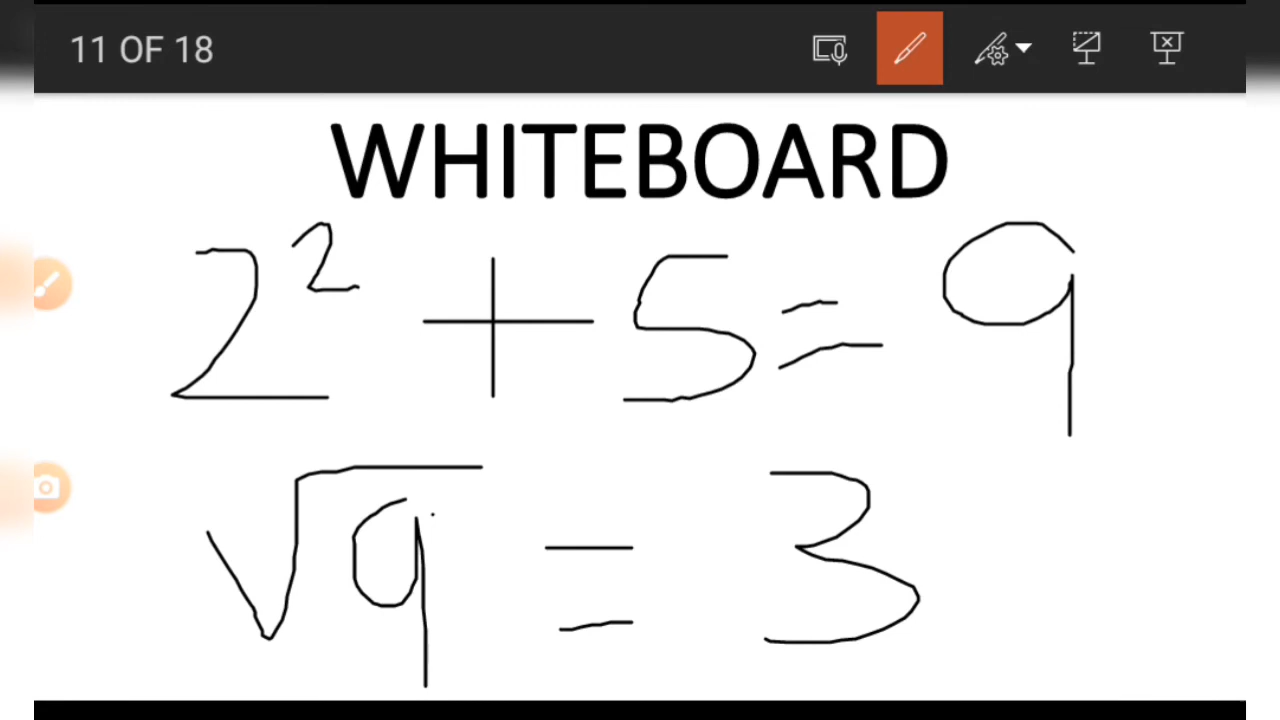 11 OF 18
WHITEBOARD
2² + 5 = 9
√9 = 3